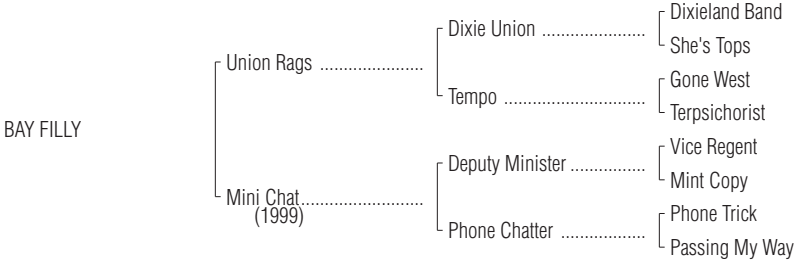 Dixieland Band
Dixie Union ......................
She's Tops
Union Rags ......................
Gone West
Tempo ..............................
Terpsichorist
BAY FILLY
Vice Regent
Deputy Minister ................
Mint Copy
Mini Chat..........................
(1999)
Phone Trick
Phone Chatter ..................
Passing My Way